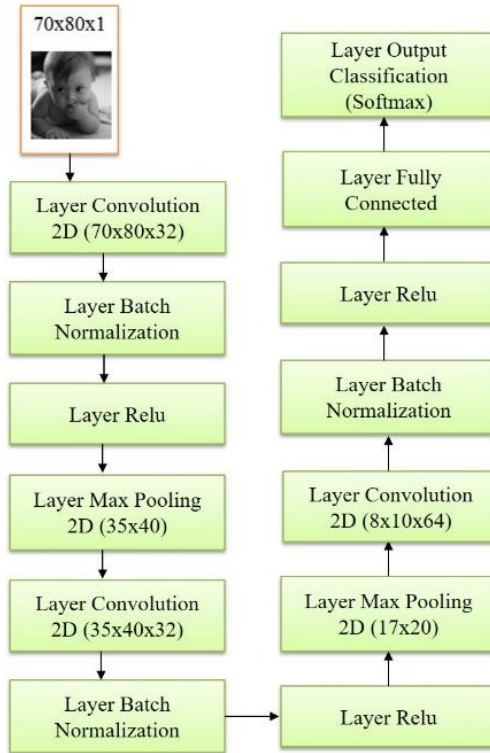 70x80x1
Layer Convolution
2D (70x80x32)
Layer Batch
Normalization
Layer Relu
Layer Max Pooling
2D (35x40)
Layer Convolution
2D (35x40x32)
Layer Batch
Normalization
Layer Relu
Layer Max Pooling
2D (17x20)
Layer Convolution
2D (8x10x64)
Layer Batch
Normalization
Layer Relu
Layer Fully
Connected
Layer Output
Classification
(Softmax)